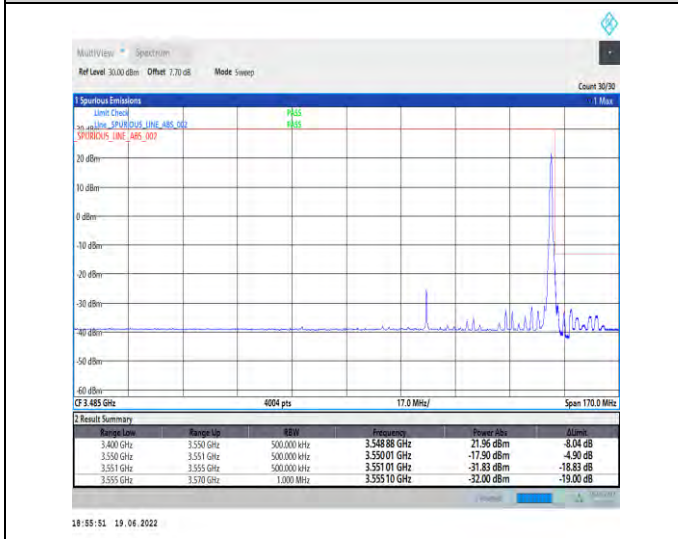 MultiView Spectrum
Ref Level 30.00 dBm Offset 7.70 dB Mode Sweep
Count 30/30
1 Spurious Emissions 1 Max
Limit Check PASS
Line _SPURIOUS_LINE_ABS_002 PASS
_SPURIOUS_LINE_ABS_002
20 dBm
10 dBm
0 dBm
-10 dBm
-20 dBm
-30 dBm
-40 dBm
-50 dBm
-60 dBm
CF 3.485 GHz 4004 pts 17.0 MHz/ Span 170.0 MHz
2 Result Summary
Range Low Range Up RBW Frequency Power Abs ΔLimit
3.400 GHz 3.550 GHz 500.000 kHz 3.548 88 GHz 21.96 dBm -8.04 dB
3.550 GHz 3.551 GHz 500.000 kHz 3.550 01 GHz -17.90 dBm -4.90 dB
3.551 GHz 3.555 GHz 500.000 kHz 3.551 01 GHz -31.83 dBm -18.83 dB
3.555 GHz 3.570 GHz 1.000 MHz 3.555 10 GHz -32.00 dBm -19.00 dB
18:55:51 19.06.2022